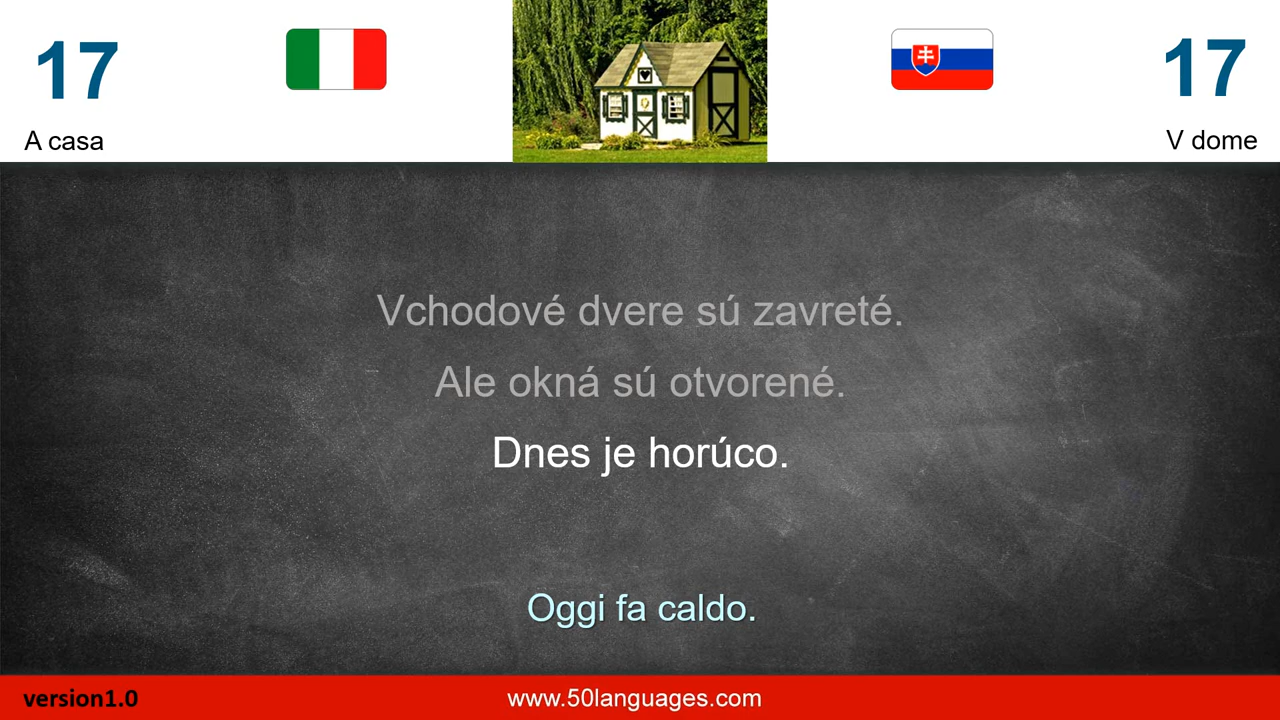 17
17
A casa
V dome
Vchodové dvere sú zavreté.
Ale okná sú otvorené.
Dnes je horúco.
Oggi fa caldo.
version1.0
www.50languages.com